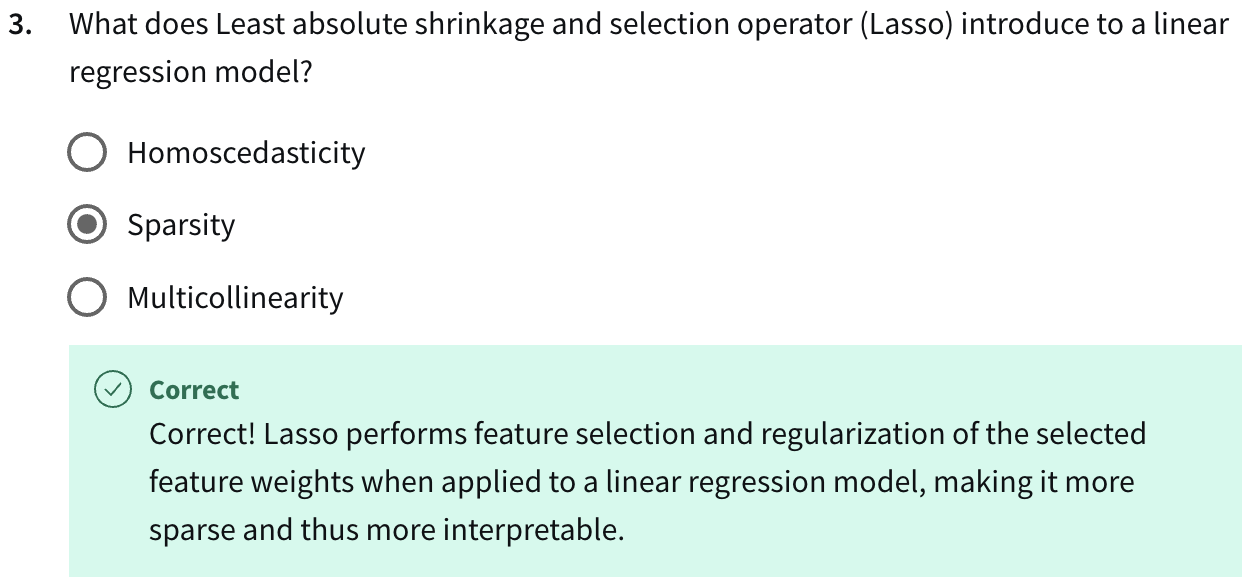 3. What does Least absolute shrinkage and selection operator (Lasso) introduce to a linear
regression model?
Homoscedasticity
Sparsity
Multicollinearity
Correct
Correct! Lasso performs feature selection and regularization of the selected
feature weights when applied to a linear regression model, making it more
sparse and thus more interpretable.